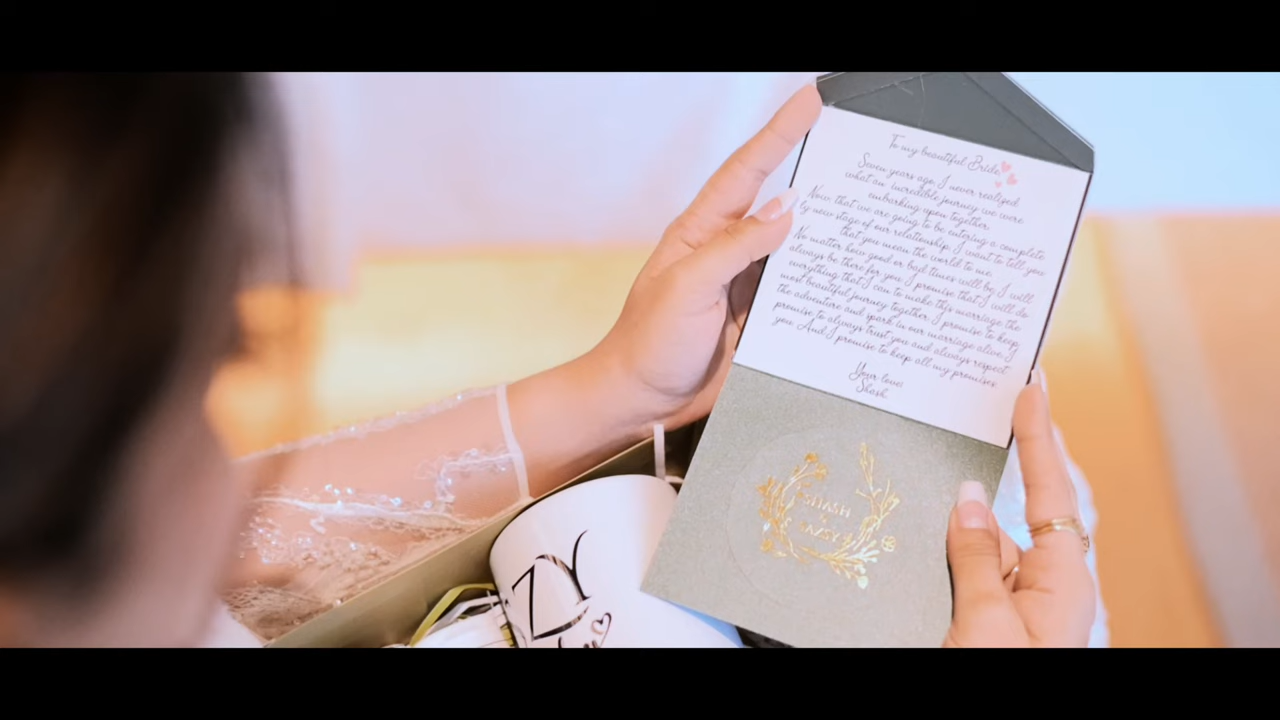 To my beautiful Bride,
Seven years ago, I never realized
what an incredible journey we were
embarking upon together.
Now, that we are going to be entering a complete
ly new stage of our relationship, I want to tell you
that you mean the world to me.
No matter how good or bad times will be, I will
always be there for you. I promise that I will do
everything that I can to make this marriage the
most beautiful journey together. I promise to keep
the adventure and spark in our marriage alive. I
promise to always trust you and always respect
you. And I promise to keep all my promises.
Your love,
Shash
SHASH